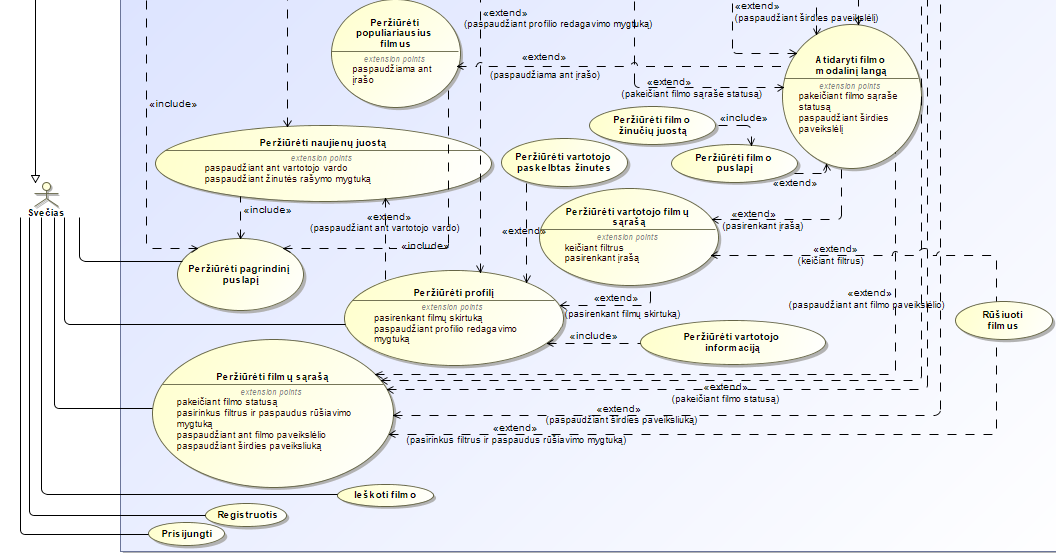 «extend»
(paspaudžiant širdies paveikslėlį)
«extend»
(paspaudžiant profilio redagavimo mygtuką)
Peržiūrėti
populiariausius
filmus
extension points
paspaudžiama ant
įrašo
«extend»
(paspaudžiama ant įrašo)
«extend»
(pakeičiant filmo sąraše statusą)
Atidaryti filmo
modalinį langą
extension points
pakeičiant filmo sąraše
statusą
paspaudžiant širdies
paveikslėlį
«include»
Peržiūrėti filmo
žinučių juostą
«include»
Peržiūrėti naujienų juostą
extension points
paspaudžiant ant vartotojo vardo
paspaudžiant žinutės rašymo mygtuką
Peržiūrėti vartotojo
paskelbtas žinutes
Peržiūrėti filmo
puslapį
«extend»
Svečias
«include»
«extend»
(paspaudžiant ant vartotojo vardo)
«include»
«extend»
Peržiūrėti vartotojo filmų
sąrašą
extension points
keičiant filtrus
pasirenkant įrašą
«extend»
(pasirenkant įrašą)
«extend»
(keičiant filtrus)
Peržiūrėti pagrindinį
puslapį
Peržiūrėti profilį
extension points
pasirenkant filmų skirtuką
paspaudžiant profilio redagavimo
mygtuką
«extend»
(pasirenkant filmų skirtuką)
«extend»
(paspaudžiant ant filmo paveikslėlio)
Rūšiuoti
filmus
«include»
Peržiūrėti vartotojo
informaciją
Peržiūrėti filmų sąrašą
extension points
pakeičiant filmo statusą
pasirinkus filtrus ir paspaudus rūšiavimo
mygtuką
paspaudžiant ant filmo paveikslėlio
paspaudžiant širdies paveiksliuką
«extend»
(pakeičiant filmo statusą)
«extend»
(paspaudžiant širdies paveiksliuką)
«extend»
(pasirinkus filtrus ir paspaudus rūšiavimo mygtuką)
Ieškoti filmo
Registruotis
Prisijungti